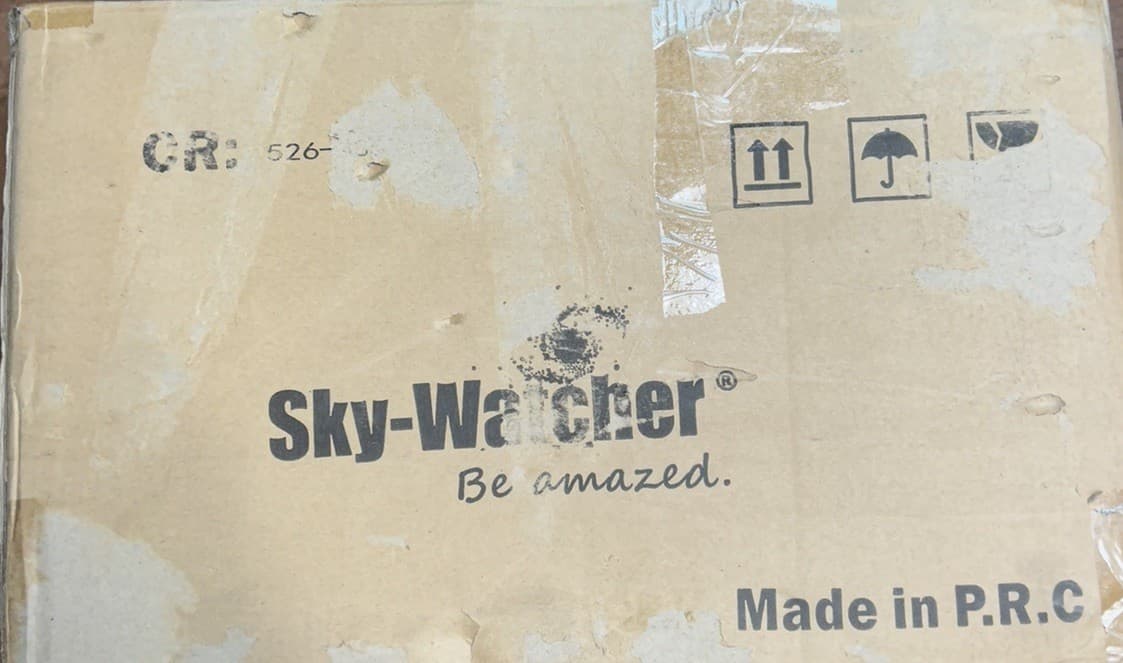 CR: 526-
Sky-Watcher®
Be amazed.
Made in P.R.C